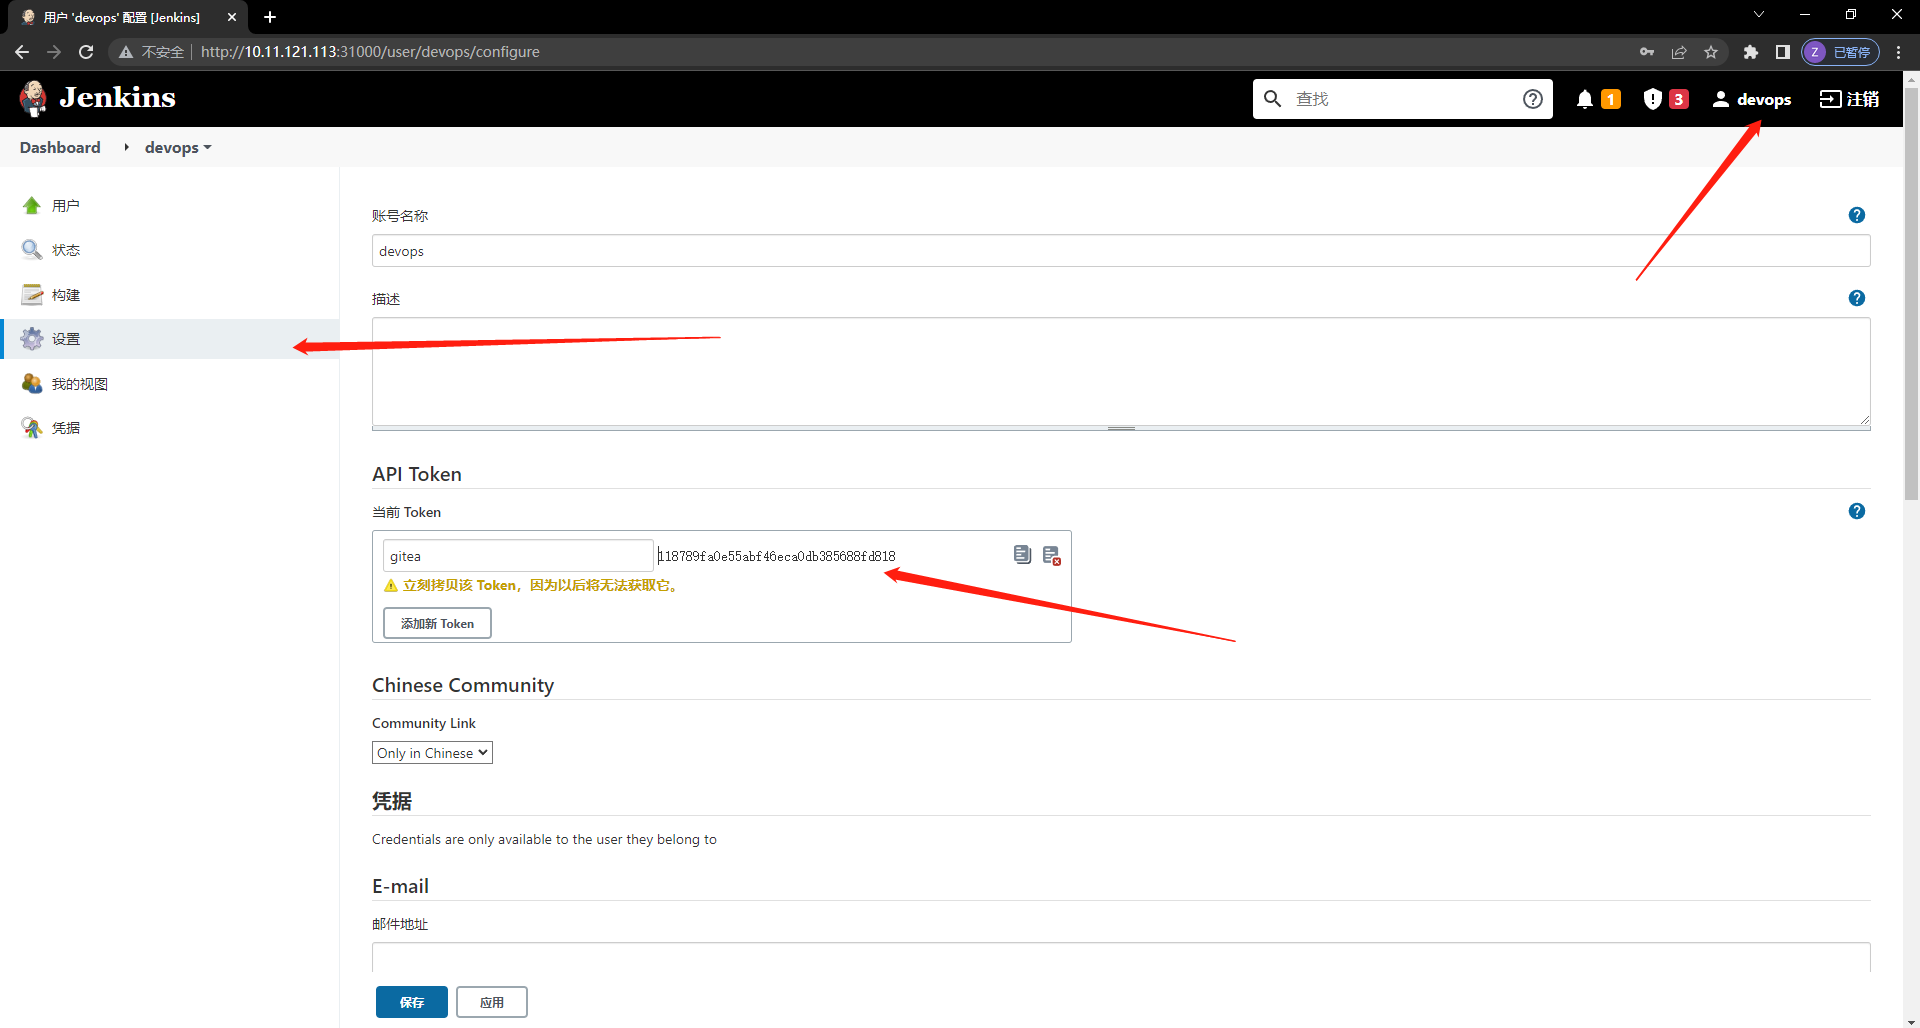 用户 'devops' 配置 [Jenkins]
不安全 http://10.11.121.113:31000/user/devops/configure
Z 已暂停
Jenkins
查找
1
3
devops
注销
Dashboard
devops
用户
状态
构建
设置
我的视图
凭据
账号名称
devops
描述
API Token
当前 Token
gitea
118789fa0e55abf46eca0db385688fd818
立刻拷贝该 Token，因为以后将无法获取它。
添加新 Token
Chinese Community
Community Link
Only in Chinese
凭据
Credentials are only available to the user they belong to
E-mail
邮件地址
保存
应用